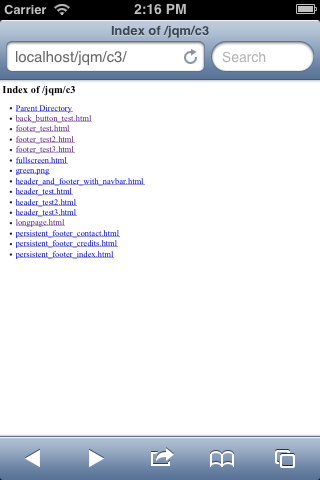 Carrier 2:16 PM
Index of /jqm/c3
localhost/jqm/c3/ Search
Index of /jqm/c3
Parent Directory
back_button_test.html
footer_test.html
footer_test2.html
footer_test3.html
fullscreen.html
green.png
header_and_footer_with_navbar.html
header_test.html
header_test2.html
header_test3.html
longpage.html
persistent_footer_contact.html
persistent_footer_credits.html
persistent_footer_index.html